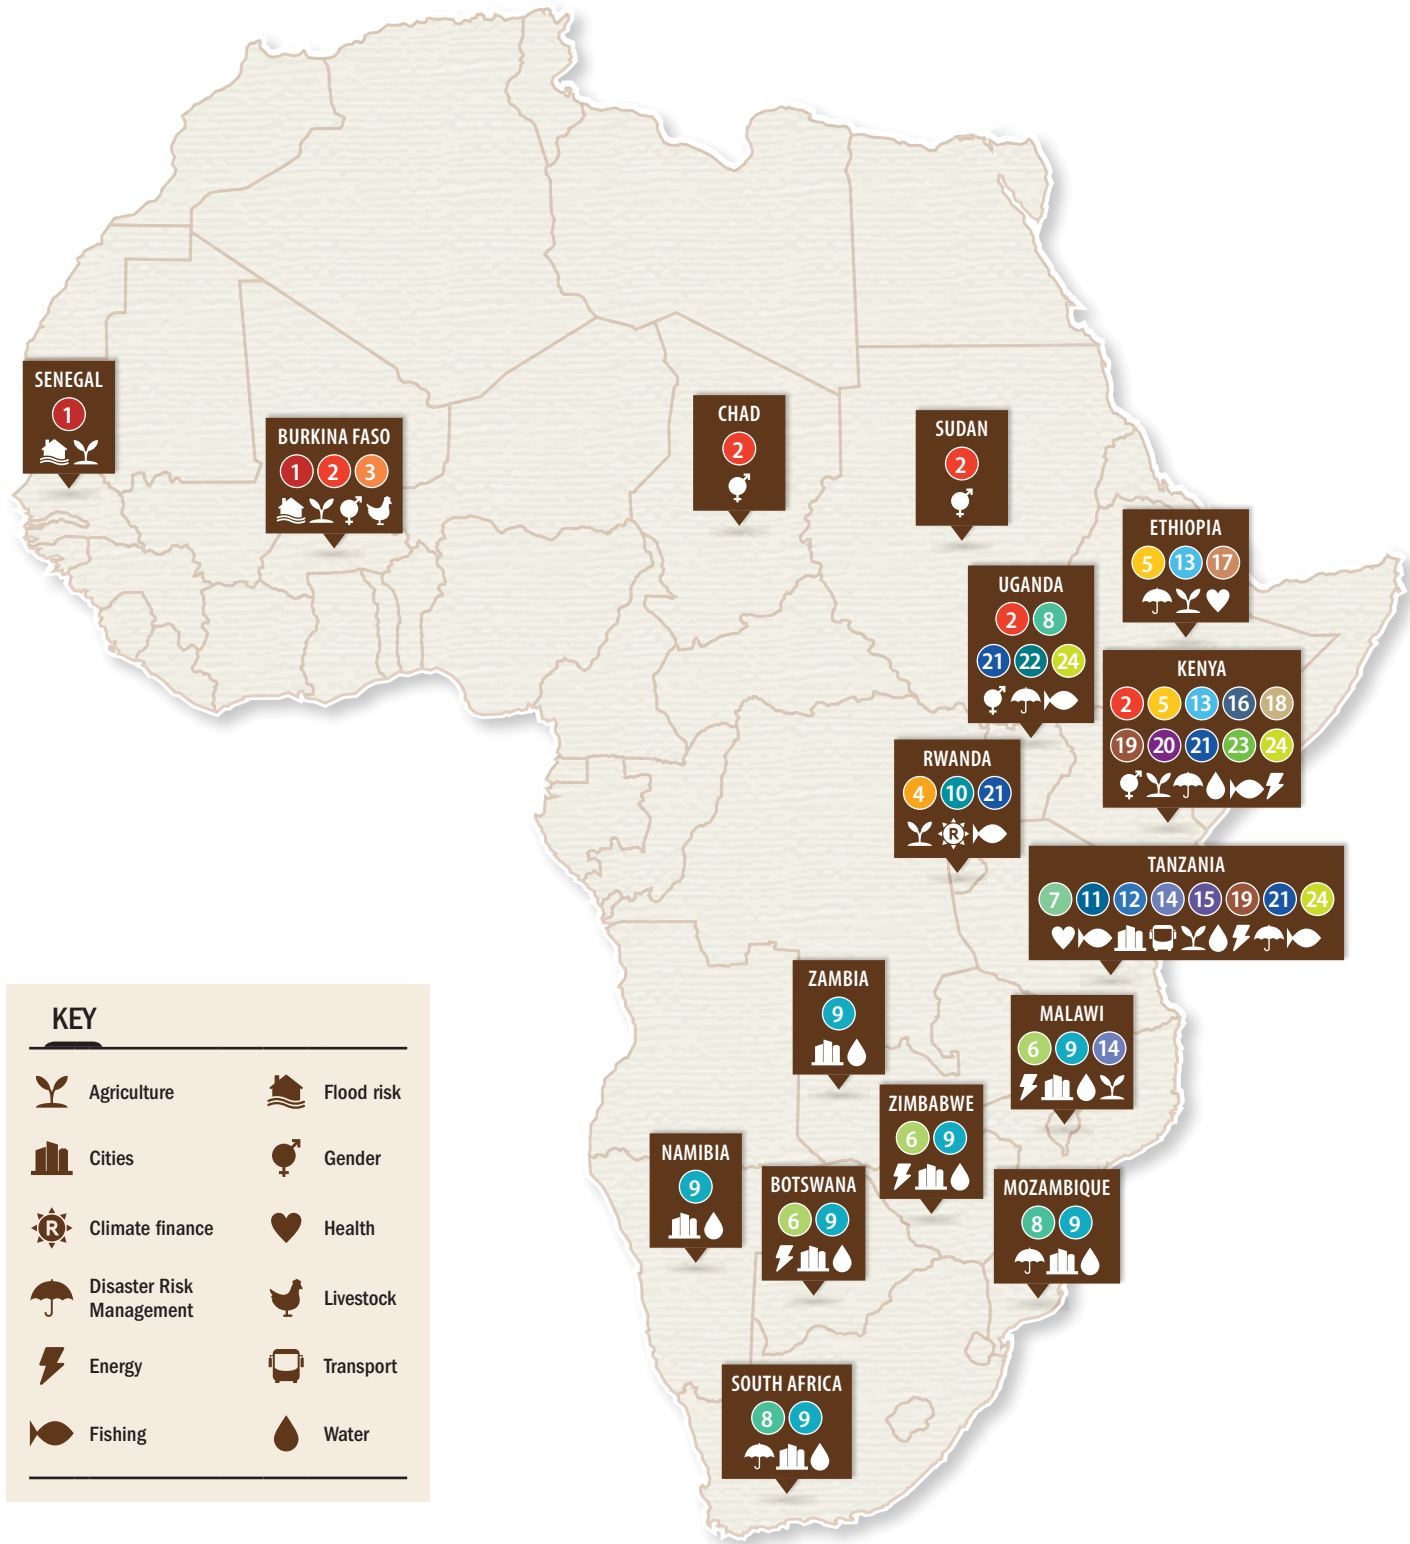 SENEGAL
1
BURKINA FASO
1 2 3
CHAD
2
SUDAN
2
ETHIOPIA
5 13 17
UGANDA
2 8
21 22 24
KENYA
2 5 13 16 18
19 20 21 23 24
RWANDA
4 10 21
R
TANZANIA
7 11 12 14 15 19 21 24
ZAMBIA
9
MALAWI
6 9 14
ZIMBABWE
6 9
NAMIBIA
9
BOTSWANA
6 9
MOZAMBIQUE
8 9
SOUTH AFRICA
8 9
KEY
Agriculture
Flood risk
Cities
Gender
R
Climate finance
Health
Disaster Risk
Management
Livestock
Energy
Transport
Fishing
Water